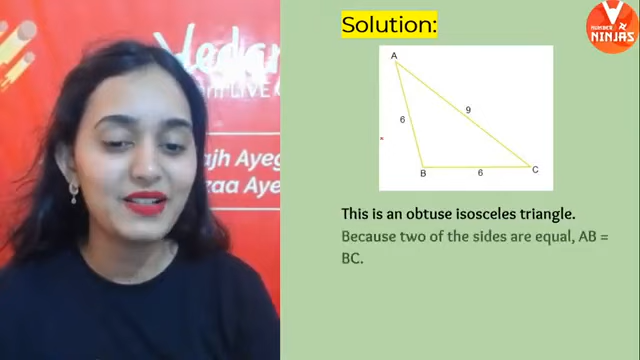 Solution:
V
NUMBER
NINJAS
A
9
6
B
6
C
This is an obtuse isosceles triangle.
Because two of the sides are equal, AB =
BC.
Vedan
LIVE
ajh Ayeg
zaa Aye